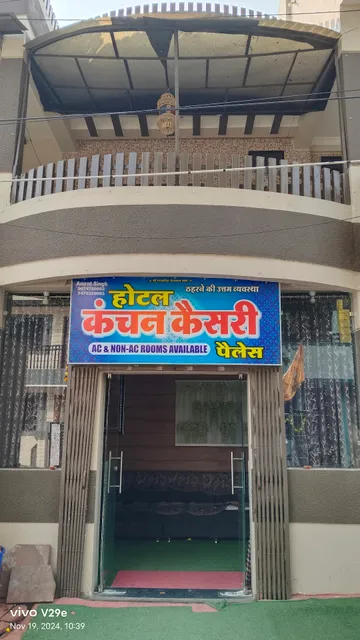 Anurat Singh
ठहरने की उत्तम व्यवस्था
होटल
कंचन कैसरी
AC & NON-AC ROOMS AVAILABLE
पैलेस
vivo V29e
Nov 19, 2024, 10:39